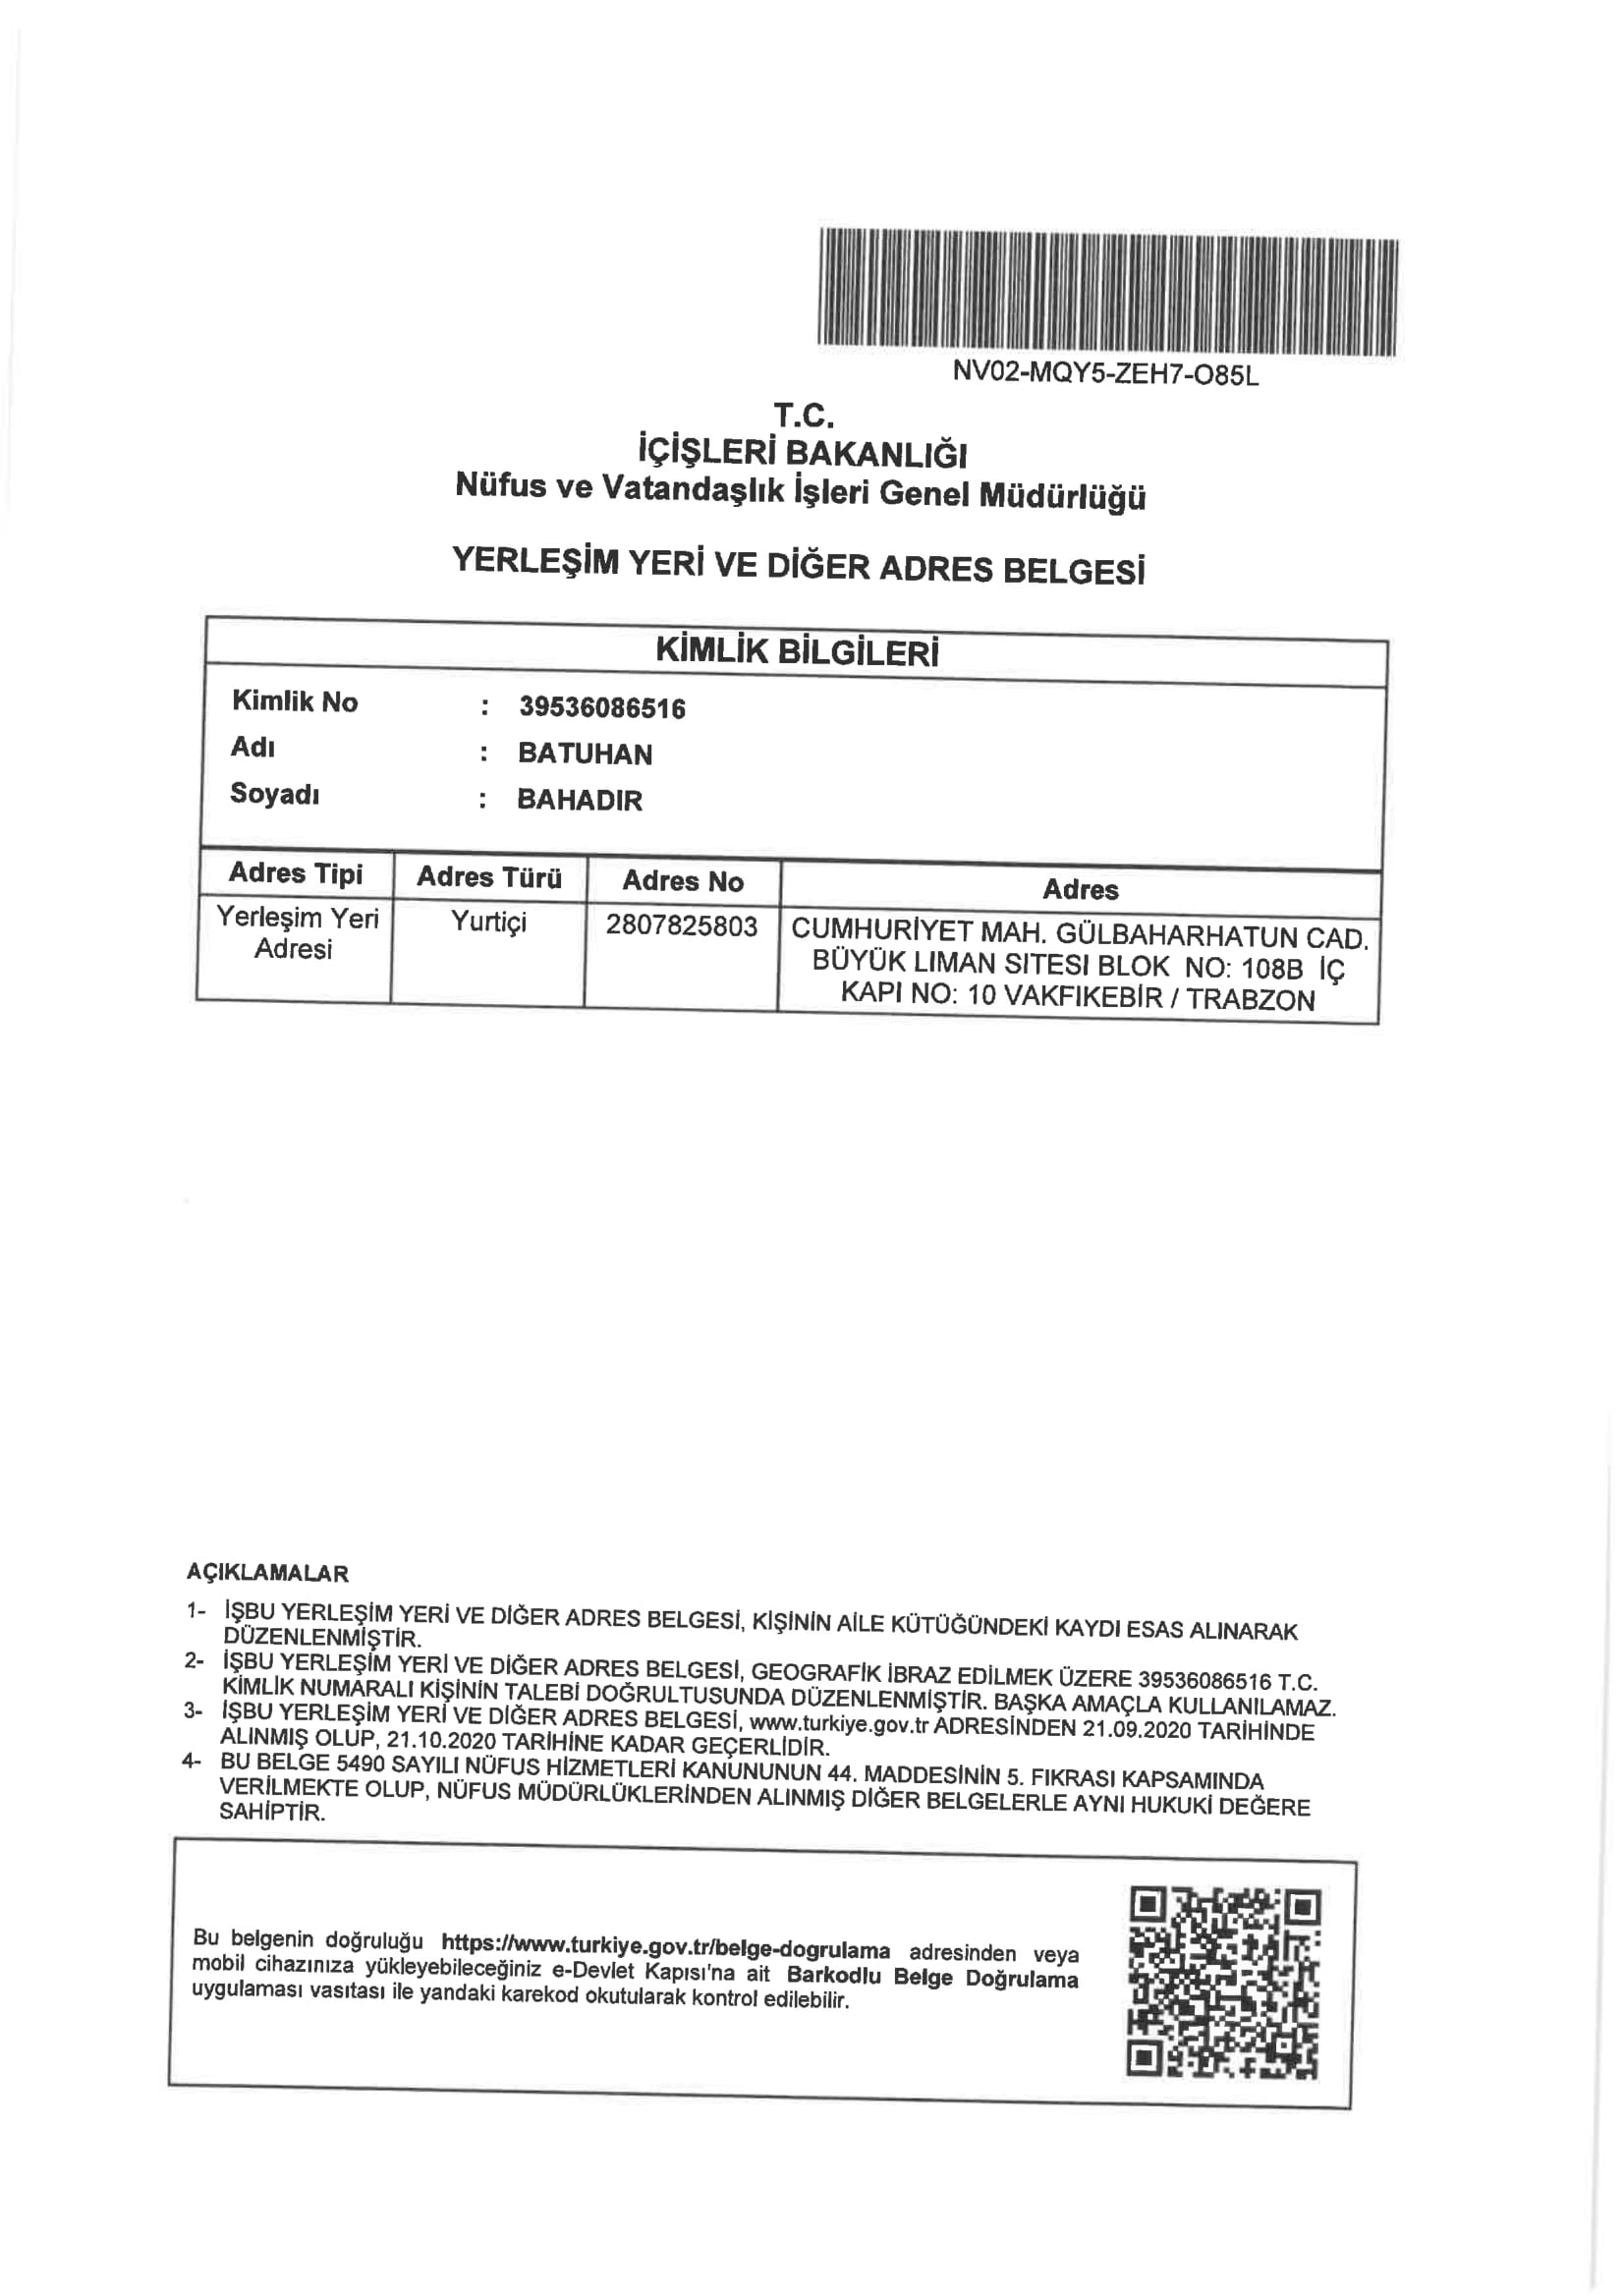 NV02-MQY5-ZEH7-O85L
T.C.
İÇİŞLERİ BAKANLIĞI
Nüfus ve Vatandaşlık İşleri Genel Müdürlüğü
YERLEŞİM YERİ VE DİĞER ADRES BELGESİ
KİMLİK BİLGİLERİ
Kimlik No : 39536086516
Adı : BATUHAN
Soyadı : BAHADIR
Adres Tipi Adres Türü Adres No Adres
Yerleşim Yeri Yurtiçi 2807825803 CUMHURİYET MAH. GÜLBAHARHATUN CAD.
Adresi BÜYÜK LIMAN SITESI BLOK NO: 108B İÇ
KAPI NO: 10 VAKFIKEBİR / TRABZON
AÇIKLAMALAR
1- İŞBU YERLEŞİM YERİ VE DİĞER ADRES BELGESİ, KİŞİNİN AİLE KÜTÜĞÜNDEKİ KAYDI ESAS ALINARAK
DÜZENLENMİŞTİR.
2- İŞBU YERLEŞİM YERİ VE DİĞER ADRES BELGESİ, GEOGRAFİK İBRAZ EDİLMEK ÜZERE 39536086516 T.C.
KİMLİK NUMARALI KİŞİNİN TALEBİ DOĞRULTUSUNDA DÜZENLENMİŞTİR. BAŞKA AMAÇLA KULLANILAMAZ.
3- İŞBU YERLEŞİM YERİ VE DİĞER ADRES BELGESİ, www.turkiye.gov.tr ADRESİNDEN 21.09.2020 TARİHİNDE
ALINMIŞ OLUP, 21.10.2020 TARİHİNE KADAR GEÇERLİDİR.
4- BU BELGE 5490 SAYILI NÜFUS HİZMETLERİ KANUNUNUN 44. MADDESİNİN 5. FIKRASI KAPSAMINDA
VERİLMEKTE OLUP, NÜFUS MÜDÜRLÜKLERİNDEN ALINMIŞ DİĞER BELGELERLE AYNI HUKUKİ DEĞERE
SAHİPTİR.
Bu belgenin doğruluğu https://www.turkiye.gov.tr/belge-dogrulama adresinden veya
mobil cihazınıza yükleyebileceğiniz e-Devlet Kapısı'na ait Barkodlu Belge Doğrulama
uygulaması vasıtası ile yandaki karekod okutularak kontrol edilebilir.